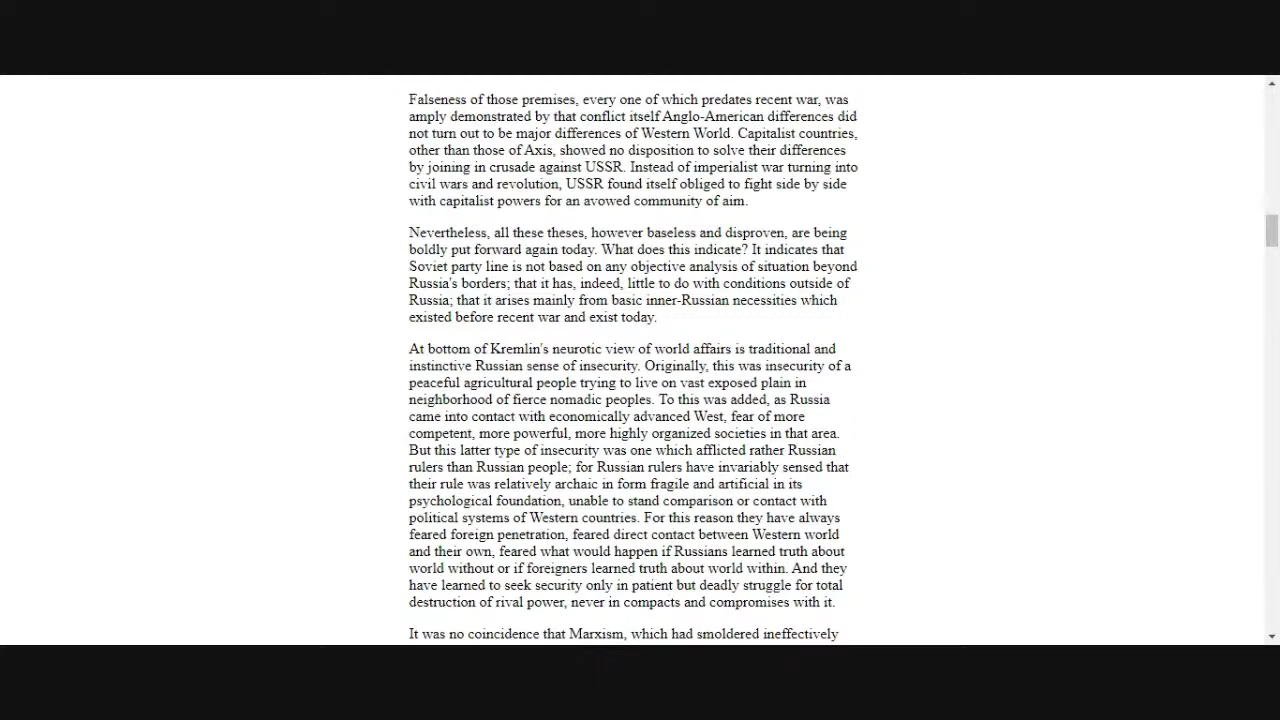 Falseness of those premises, every one of which predates recent war, was
amply demonstrated by that conflict itself Anglo-American differences did
not turn out to be major differences of Western World. Capitalist countries,
other than those of Axis, showed no disposition to solve their differences
by joining in crusade against USSR. Instead of imperialist war turning into
civil wars and revolution, USSR found itself obliged to fight side by side
with capitalist powers for an avowed community of aim.
Nevertheless, all these theses, however baseless and disproven, are being
boldly put forward again today. What does this indicate? It indicates that
Soviet party line is not based on any objective analysis of situation beyond
Russia's borders; that it has, indeed, little to do with conditions outside of
Russia; that it arises mainly from basic inner-Russian necessities which
existed before recent war and exist today.
At bottom of Kremlin's neurotic view of world affairs is traditional and
instinctive Russian sense of insecurity. Originally, this was insecurity of a
peaceful agricultural people trying to live on vast exposed plain in
neighborhood of fierce nomadic peoples. To this was added, as Russia
came into contact with economically advanced West, fear of more
competent, more powerful, more highly organized societies in that area.
But this latter type of insecurity was one which afflicted rather Russian
rulers than Russian people; for Russian rulers have invariably sensed that
their rule was relatively archaic in form fragile and artificial in its
psychological foundation, unable to stand comparison or contact with
political systems of Western countries. For this reason they have always
feared foreign penetration, feared direct contact between Western world
and their own, feared what would happen if Russians learned truth about
world without or if foreigners learned truth about world within. And they
have learned to seek security only in patient but deadly struggle for total
destruction of rival power, never in compacts and compromises with it.
It was no coincidence that Marxism, which had smoldered ineffectively